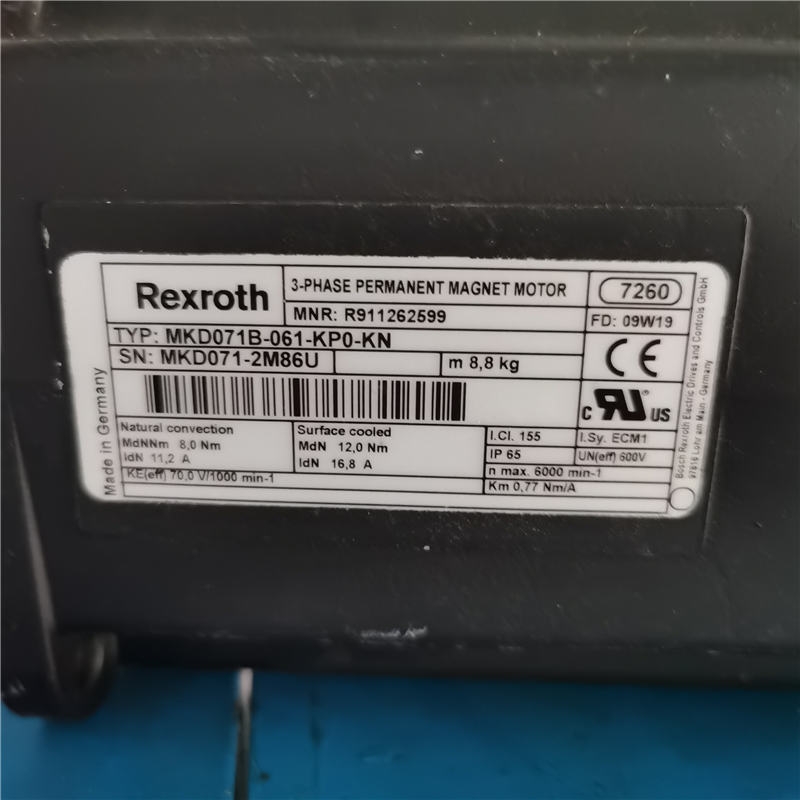 Rexroth
3-PHASE PERMANENT MAGNET MOTOR
7260
MNR: R911262599
FD: 09W19
TYP: MKD071B-061-KP0-KN
SN: MKD071-2M86U
m 8,8 kg
CE
c RU US
Made in Germany
Natural convection
MdNNm 8,0 Nm
IdN 11,2 A
Surface cooled
MdN 12,0 Nm
IdN 16,8 A
I.Cl. 155
I.Sy. ECM1
IP 65
UN(eff) 600V
n max. 6000 min-1
KE(eff) 70,0 V/1000 min-1
Km 0,77 Nm/A
Bosch Rexroth Electric Drives and Controls GmbH
97816 Lohr am Main - Germany